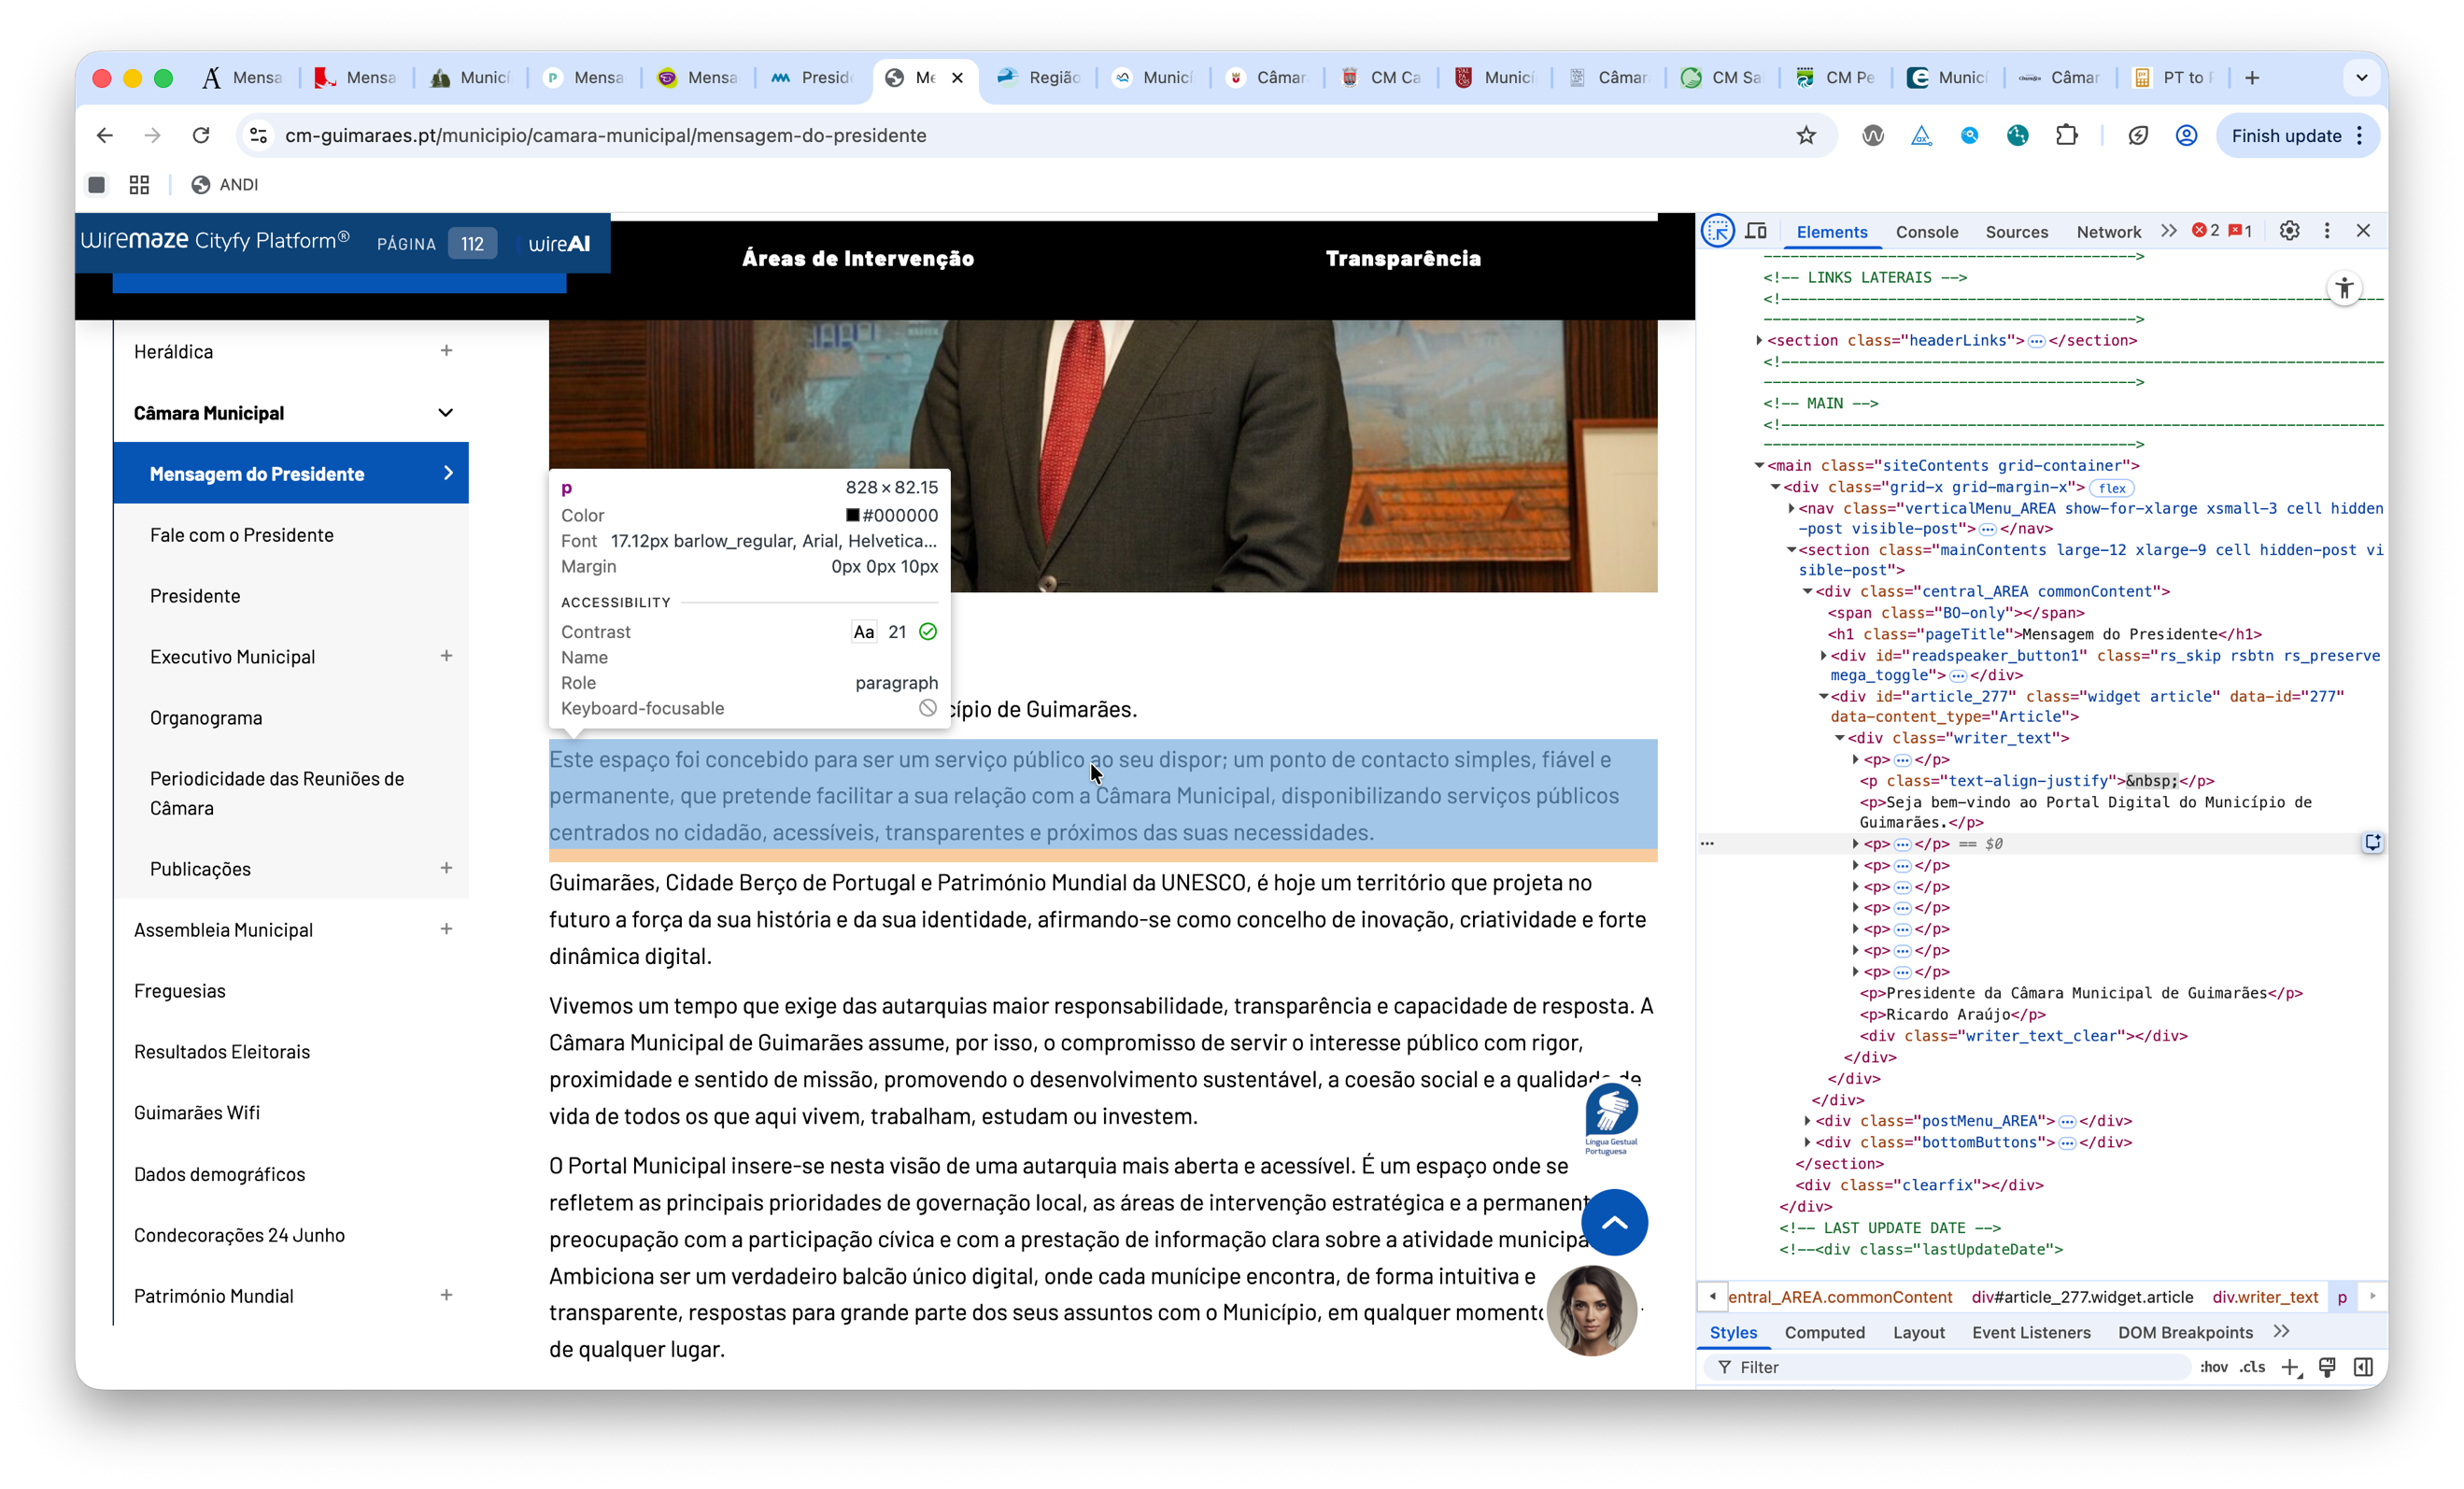 Mensa
Mensa
Municí
Mensa
Mensa
Presid
Me
Região
Municí
Câmar
CM Ca
Municí
Câmar
CM Sa
CM Pe
Municí
Câmar
PT to
cm-guimaraes.pt/municipio/camara-municipal/mensagem-do-presidente
Finish update
ANDI
wiremaze Cityfy Platform®
PÁGINA 112
wireAI
Áreas de Intervenção
Transparência
Heráldica
Câmara Municipal
Mensagem do Presidente
Fale com o Presidente
Presidente
Executivo Municipal
Organograma
Periodicidade das Reuniões de
Câmara
Publicações
Assembleia Municipal
Freguesias
Resultados Eleitorais
Guimarães Wifi
Dados demográficos
Condecorações 24 Junho
Património Mundial
p 828 × 82.15
Color #000000
Font 17.12px barlow_regular, Arial, Helvetica...
Margin 0px 0px 10px
ACCESSIBILITY
Contrast Aa 21
Name
Role paragraph
Keyboard-focusable
cípio de Guimarães.
Este espaço foi concebido para ser um serviço público ao seu dispor; um ponto de contacto simples, fiável e
permanente, que pretende facilitar a sua relação com a Câmara Municipal, disponibilizando serviços públicos
centrados no cidadão, acessíveis, transparentes e próximos das suas necessidades.
Guimarães, Cidade Berço de Portugal e Património Mundial da UNESCO, é hoje um território que projeta no
futuro a força da sua história e da sua identidade, afirmando-se como concelho de inovação, criatividade e forte
dinâmica digital.
Vivemos um tempo que exige das autarquias maior responsabilidade, transparência e capacidade de resposta. A
Câmara Municipal de Guimarães assume, por isso, o compromisso de servir o interesse público com rigor,
proximidade e sentido de missão, promovendo o desenvolvimento sustentável, a coesão social e a qualidade de
vida de todos os que aqui vivem, trabalham, estudam ou investem.
O Portal Municipal insere-se nesta visão de uma autarquia mais aberta e acessível. É um espaço onde se
refletem as principais prioridades de governação local, as áreas de intervenção estratégica e a permanent
preocupação com a participação cívica e com a prestação de informação clara sobre a atividade municipa
Ambiciona ser um verdadeiro balcão único digital, onde cada munícipe encontra, de forma intuitiva e
transparente, respostas para grande parte dos seus assuntos com o Município, em qualquer moment
de qualquer lugar.
Língua Gestual
Portuguesa
Elements Console Sources Network 2 1
---------------------------------->
<!-- LINKS LATERAIS -->
<!--
---------------------------------->
<section class="headerLinks">⋯</section>
<!--
---------------------------------->
<!-- MAIN -->
<!--
---------------------------------->
<main class="siteContents grid-container">
<div class="grid-x grid-margin-x"> flex
<nav class="verticalMenu_AREA show-for-xlarge xsmall-3 cell hidden
-post visible-post">⋯</nav>
<section class="mainContents large-12 xlarge-9 cell hidden-post vi
sible-post">
<div class="central_AREA commonContent">
<span class="BO-only"></span>
<h1 class="pageTitle">Mensagem do Presidente</h1>
<div id="readspeaker_button1" class="rs_skip rsbtn rs_preserve
mega_toggle">⋯</div>
<div id="article_277" class="widget article" data-id="277"
data-content_type="Article">
<div class="writer_text">
<p>⋯</p>
<p class="text-align-justify">&nbsp;</p>
<p>Seja bem-vindo ao Portal Digital do Município de
Guimarães.</p>
<p>⋯</p> == $0
<p>⋯</p>
<p>⋯</p>
<p>⋯</p>
<p>⋯</p>
<p>⋯</p>
<p>⋯</p>
<p>Presidente da Câmara Municipal de Guimarães</p>
<p>Ricardo Araújo</p>
<div class="writer_text_clear"></div>
</div>
</div>
</div>
<div class="postMenu_AREA">⋯</div>
<div class="bottomButtons">⋯</div>
</section>
<div class="clearfix"></div>
</div>
<!-- LAST UPDATE DATE -->
<!--<div class="lastUpdateDate">
entral_AREA.commonContent div#article_277.widget.article div.writer_text p
Styles Computed Layout Event Listeners DOM Breakpoints
Filter :hov .cls